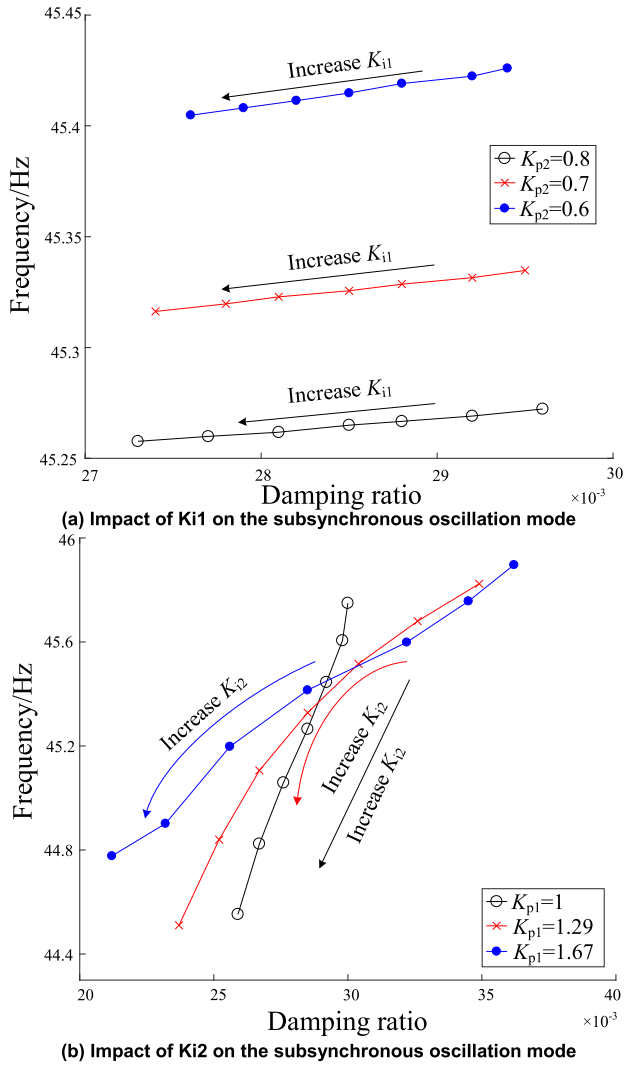 45.45
45.4
45.35
45.3
45.25
Frequency/Hz
Increase Ki1
Increase Ki1
Increase Ki1
Kp2=0.8
Kp2=0.7
Kp2=0.6
27 28 29 30
Damping ratio
×10-3
(a) Impact of Ki1 on the subsynchronous oscillation mode
46
45.6
45.2
44.8
44.4
Frequency/Hz
Increase Ki2
Increase Ki2
Increase Ki2
Kp1=1
Kp1=1.29
Kp1=1.67
20 25 30 35 40
Damping ratio
×10-3
(b) Impact of Ki2 on the subsynchronous oscillation mode